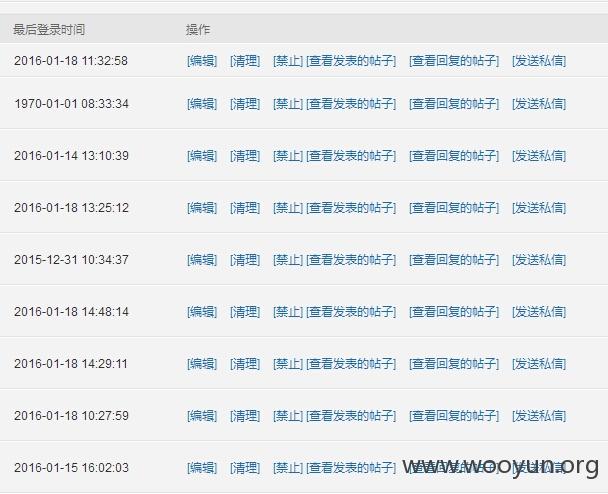 最后登录时间 操作
2016-01-18 11:32:58 [编辑] [清理] [禁止] [查看发表的帖子] [查看回复的帖子] [发送私信]
1970-01-01 08:33:34 [编辑] [清理] [禁止] [查看发表的帖子] [查看回复的帖子] [发送私信]
2016-01-14 13:10:39 [编辑] [清理] [禁止] [查看发表的帖子] [查看回复的帖子] [发送私信]
2016-01-18 13:25:12 [编辑] [清理] [禁止] [查看发表的帖子] [查看回复的帖子] [发送私信]
2015-12-31 10:34:37 [编辑] [清理] [禁止] [查看发表的帖子] [查看回复的帖子] [发送私信]
2016-01-18 14:48:14 [编辑] [清理] [禁止] [查看发表的帖子] [查看回复的帖子] [发送私信]
2016-01-18 14:29:11 [编辑] [清理] [禁止] [查看发表的帖子] [查看回复的帖子] [发送私信]
2016-01-18 10:27:59 [编辑] [清理] [禁止] [查看发表的帖子] [查看回复的帖子] [发送私信]
2016-01-15 16:02:03 [编辑] [清理] [禁止] [查看发表的帖子] [查看回复的帖子] [发送私信]
www.wooyun.org